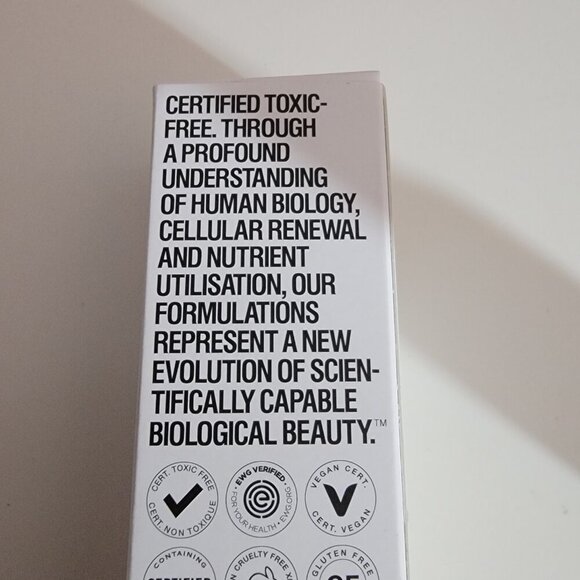 CERTIFIED TOXIC-
FREE. THROUGH
A PROFOUND
UNDERSTANDING
OF HUMAN BIOLOGY,
CELLULAR RENEWAL
AND NUTRIENT
UTILISATION, OUR
FORMULATIONS
REPRESENT A NEW
EVOLUTION OF SCIEN-
TIFICALLY CAPABLE
BIOLOGICAL BEAUTY.™
CERT. TOXIC FREE
CERT. NON TOXIQUE
EWG VERIFIED •
FOR YOUR HEALTH • EWG.ORG
VEGAN CERT.
V
CERT. VEGAN
CONTAINING
CERTIFIED
CRUELTY FREE
GLUTEN FREE